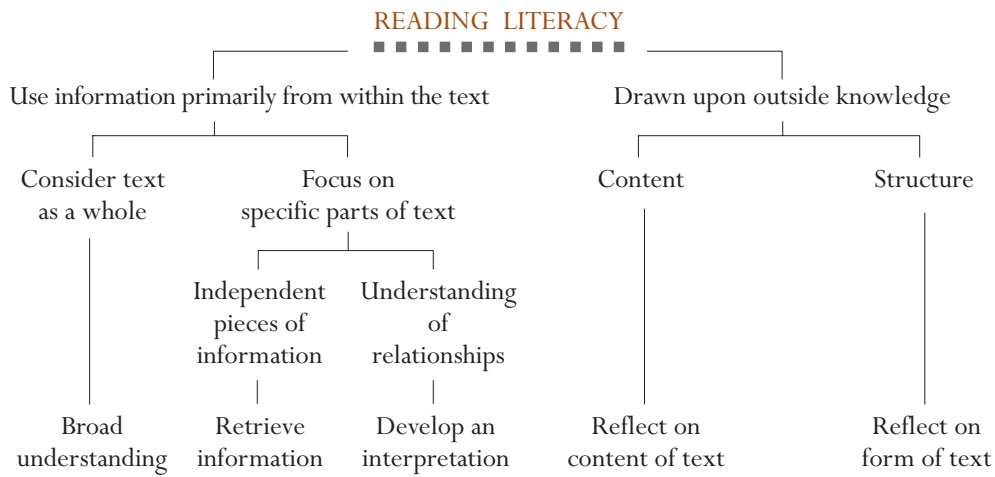 READING LITERACY
Use information primarily from within the text
Drawn upon outside knowledge
Consider text
as a whole
Focus on
specific parts of text
Content
Structure
Independent
pieces of
information
Understanding
of
relationships
Broad
understanding
Retrieve
information
Develop an
interpretation
Reflect on
content of text
Reflect on
form of text